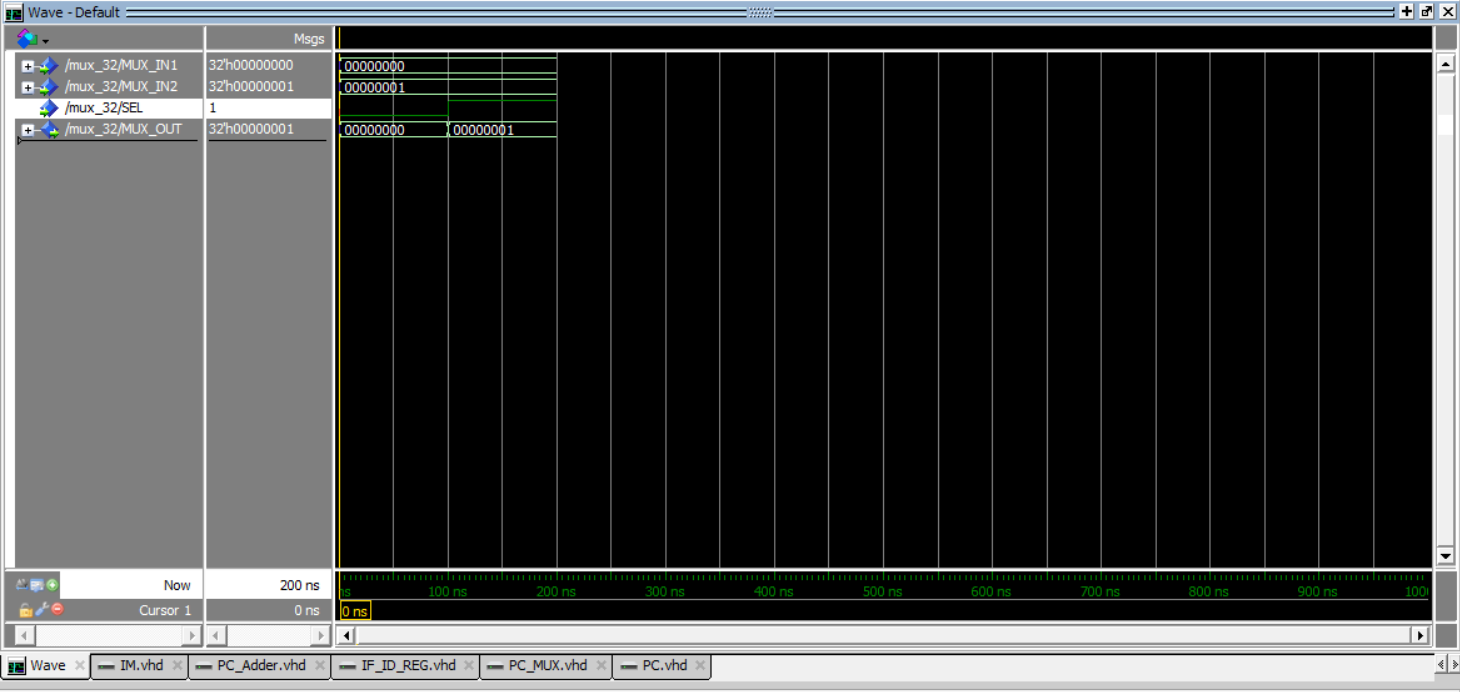 Wave - Default
Msgs
/mux_32/MUX_IN1 32'h00000000 00000000
/mux_32/MUX_IN2 32'h00000001 00000001
/mux_32/SEL 1
/mux_32/MUX_OUT 32'h00000001 00000000 00000001
Now 200 ns ns 100 ns 200 ns 300 ns 400 ns 500 ns 600 ns 700 ns 800 ns 900 ns 100
Cursor 1 0 ns 0 ns
Wave IM.vhd PC_Adder.vhd IF_ID_REG.vhd PC_MUX.vhd PC.vhd